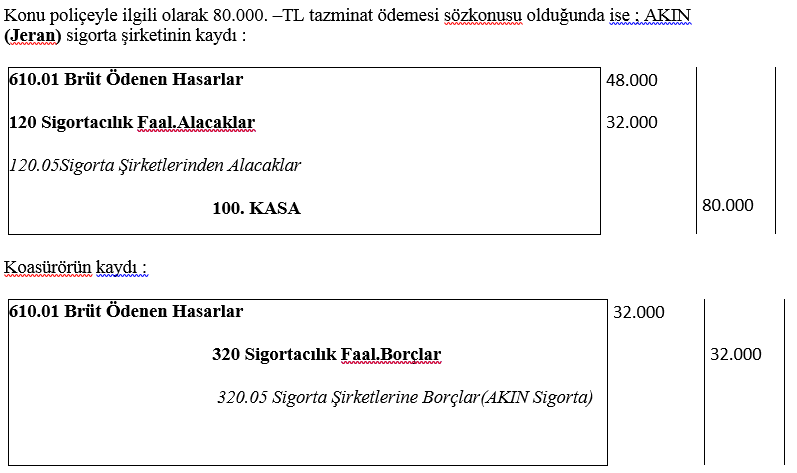 Konu poliçeyle ilgili olarak 80.000. –TL tazminat ödemesi sözkonusu olduğunda ise ; AKIN
(Jeran) sigorta şirketinin kaydı :
610.01 Brüt Ödenen Hasarlar 48.000
120 Sigortacılık Faal.Alacaklar 32.000
120.05Sigorta Şirketlerinden Alacaklar
100. KASA 80.000
Koasürörün kaydı ;
610.01 Brüt Ödenen Hasarlar 32.000
320 Sigortacılık Faal.Borçlar 32.000
320.05 Sigorta Şirketlerine Borçlar(AKIN Sigorta)